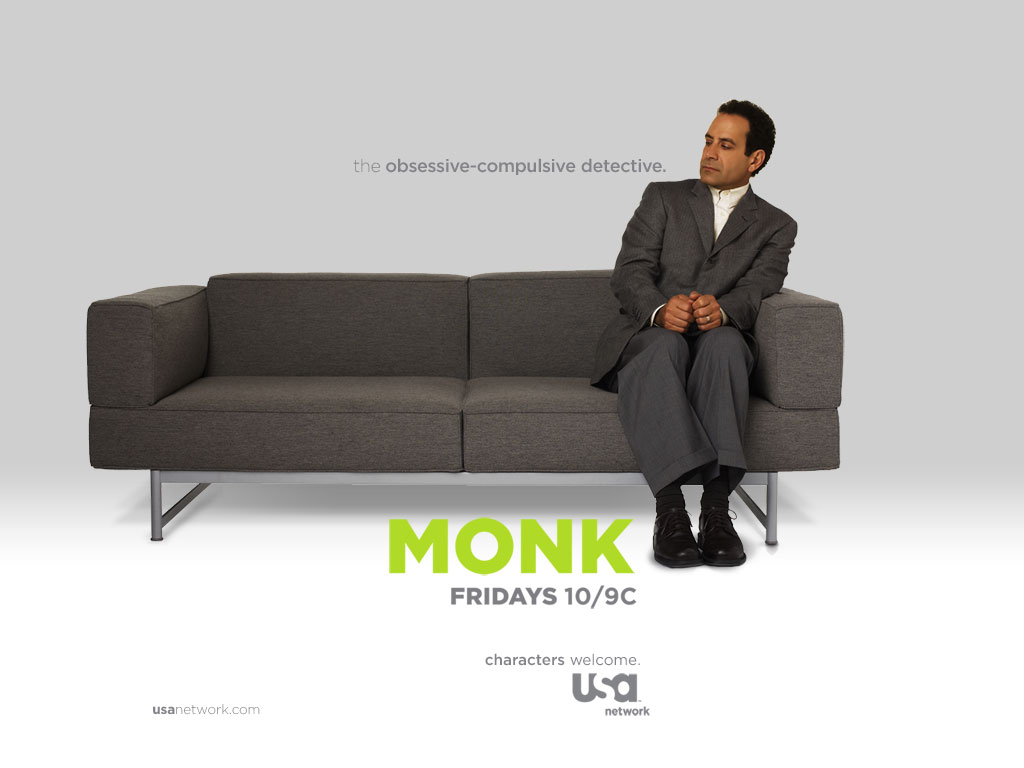 the obsessive-compulsive detective.
MONK
FRIDAYS 10/9C
characters welcome.
usa
network
usanetwork.com